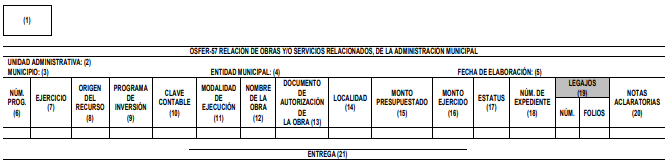 (1)
OSFER-57 RELACIÓN DE OBRAS Y/O SERVICIOS RELACIONADOS, DE LA ADMINISTRACIÓN MUNICIPAL
UNIDAD ADMINISTRATIVA: (2)
MUNICIPIO: (3) ENTIDAD MUNICIPAL: (4) FECHA DE ELABORACIÓN: (5)
NÚM. PROG. (6)
EJERCICIO (7)
ORIGEN DEL RECURSO (8)
PROGRAMA DE INVERSIÓN (9)
CLAVE CONTABLE (10)
MODALIDAD DE EJECUCIÓN (11)
NOMBRE DE LA OBRA (12)
DOCUMENTO DE AUTORIZACIÓN DE LA OBRA (13)
LOCALIDAD (14)
MONTO PRESUPUESTADO (15)
MONTO EJERCIDO (16)
ESTATUS (17)
NÚM. DE EXPEDIENTE (18)
LEGAJOS (19)
NÚM. FOLIOS
NOTAS ACLARATORIAS (20)
ENTREGA (21)